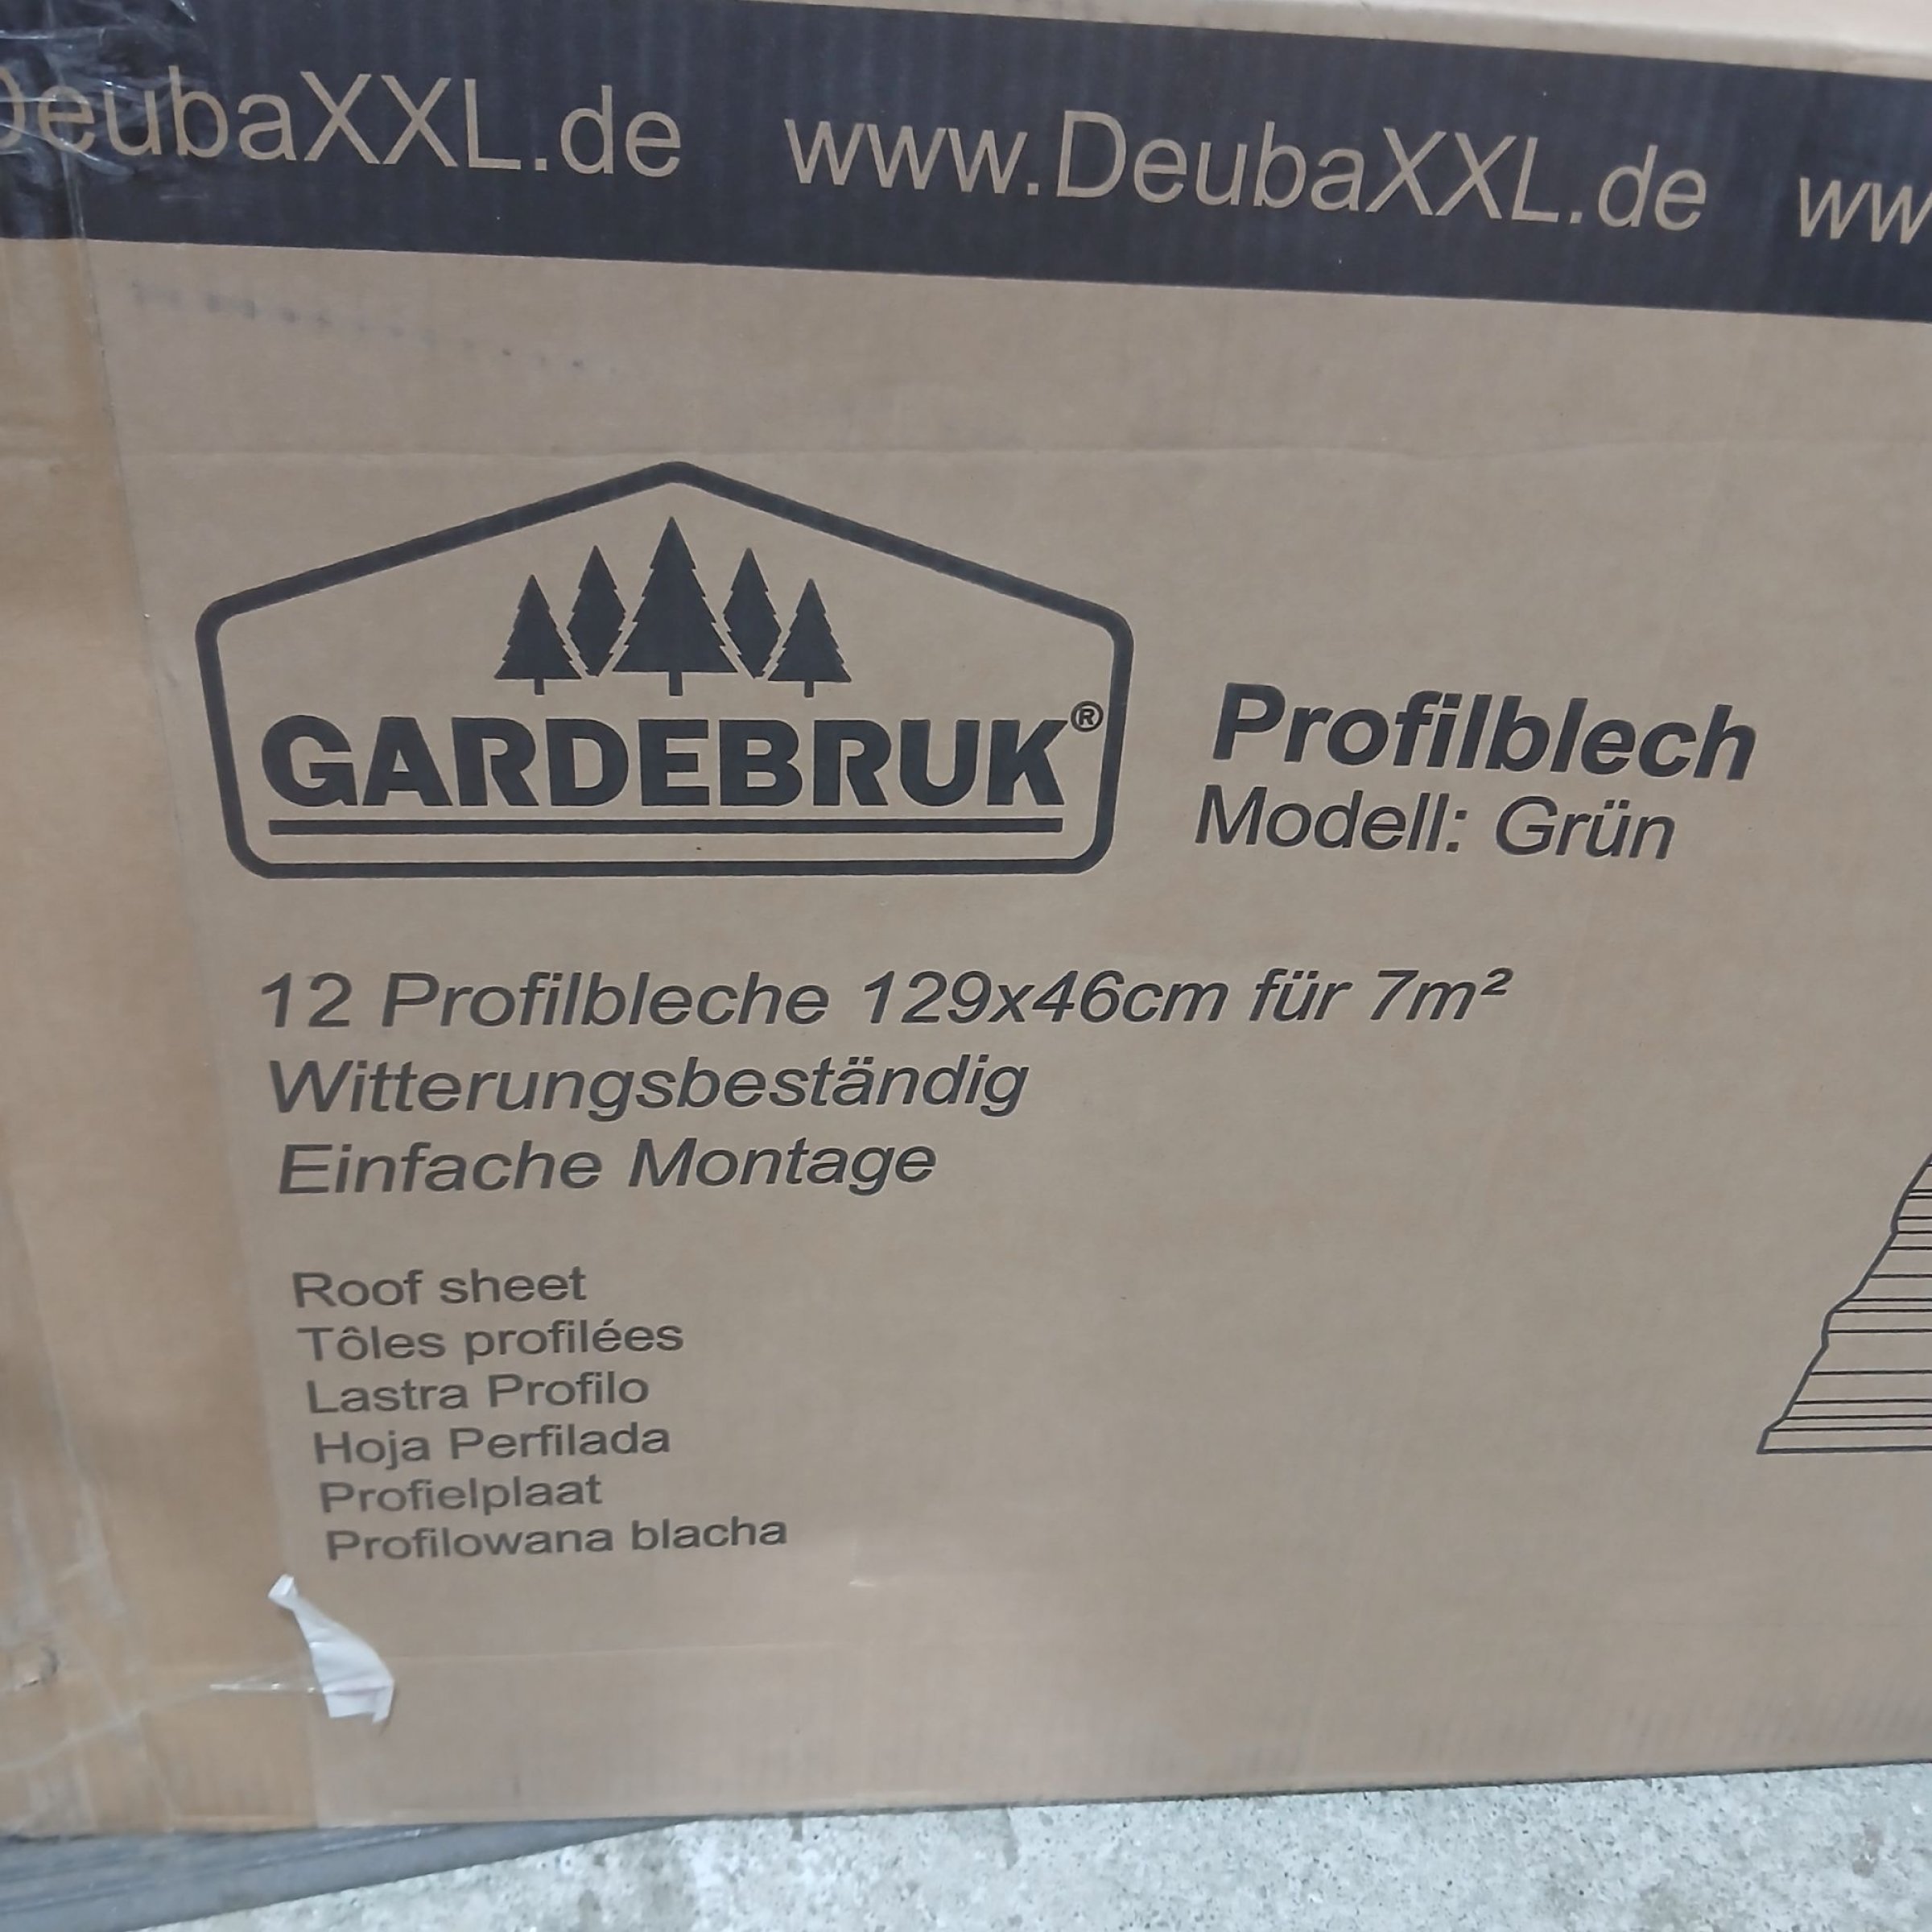 DeubaXXL.de www.DeubaXXL.de ww
GARDEBRUK®
Profilblech
Modell: Grün
12 Profilbleche 129x46cm für 7m²
Witterungsbeständig
Einfache Montage
Roof sheet
Tôles profilées
Lastra Profilo
Hoja Perfilada
Profielplaat
Profilowana blacha